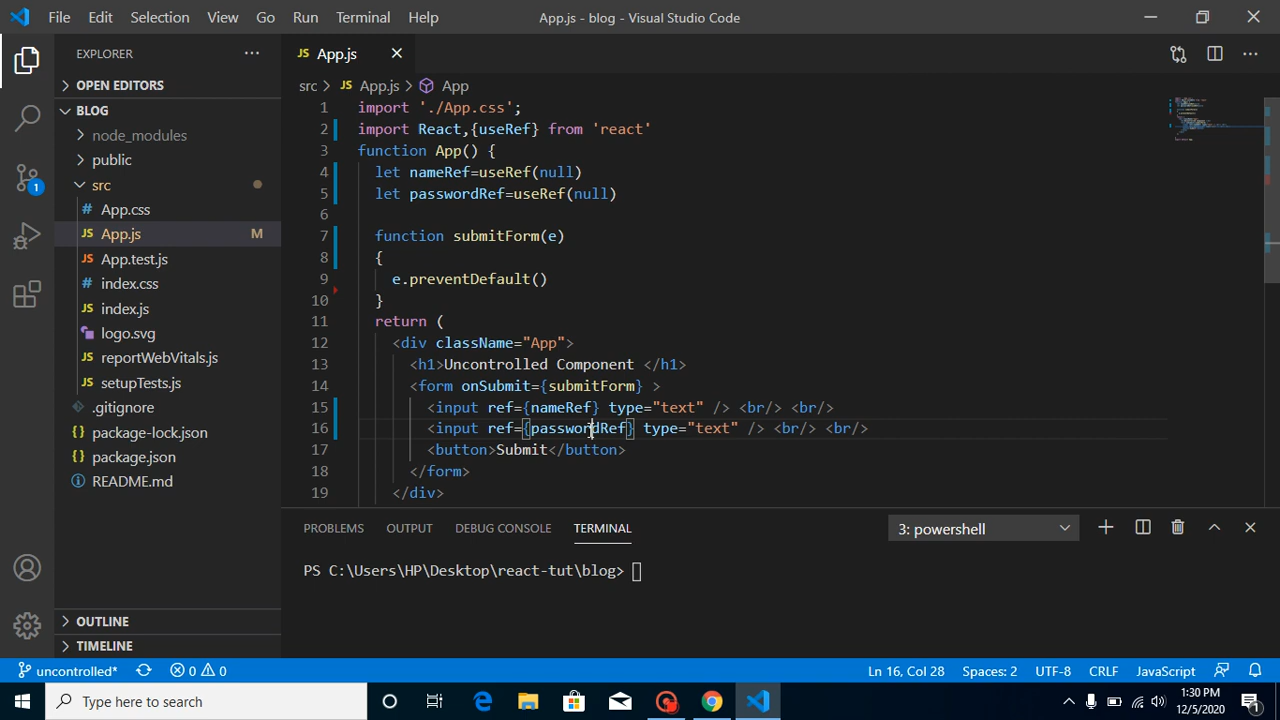 File Edit Selection View Go Run Terminal Help App.js - blog - Visual Studio Code
EXPLORER
OPEN EDITORS
BLOG
node_modules
public
src
# App.css
JS App.js M
JS App.test.js
# index.css
JS index.js
logo.svg
JS reportWebVitals.js
JS setupTests.js
.gitignore
package-lock.json
package.json
README.md
OUTLINE
TIMELINE
1
JS App.js
src > JS App.js > App
1 import './App.css';
2 import React,{useRef} from 'react'
3 function App() {
4 let nameRef=useRef(null)
5 let passwordRef=useRef(null)
6
7 function submitForm(e)
8 {
9 e.preventDefault()
10 }
11 return (
12 <div className="App">
13 <h1>Uncontrolled Component </h1>
14 <form onSubmit={submitForm} >
15 <input ref={nameRef} type="text" /> <br/> <br/>
16 <input ref={passwordRef} type="text" /> <br/> <br/>
17 <button>Submit</button>
18 </form>
19 </div>
PROBLEMS OUTPUT DEBUG CONSOLE TERMINAL 3: powershell
PS C:\Users\HP\Desktop\react-tut\blog>
uncontrolled* 0 0 Ln 16, Col 28 Spaces: 2 UTF-8 CRLF JavaScript
Type here to search
1:30 PM
12/5/2020
1